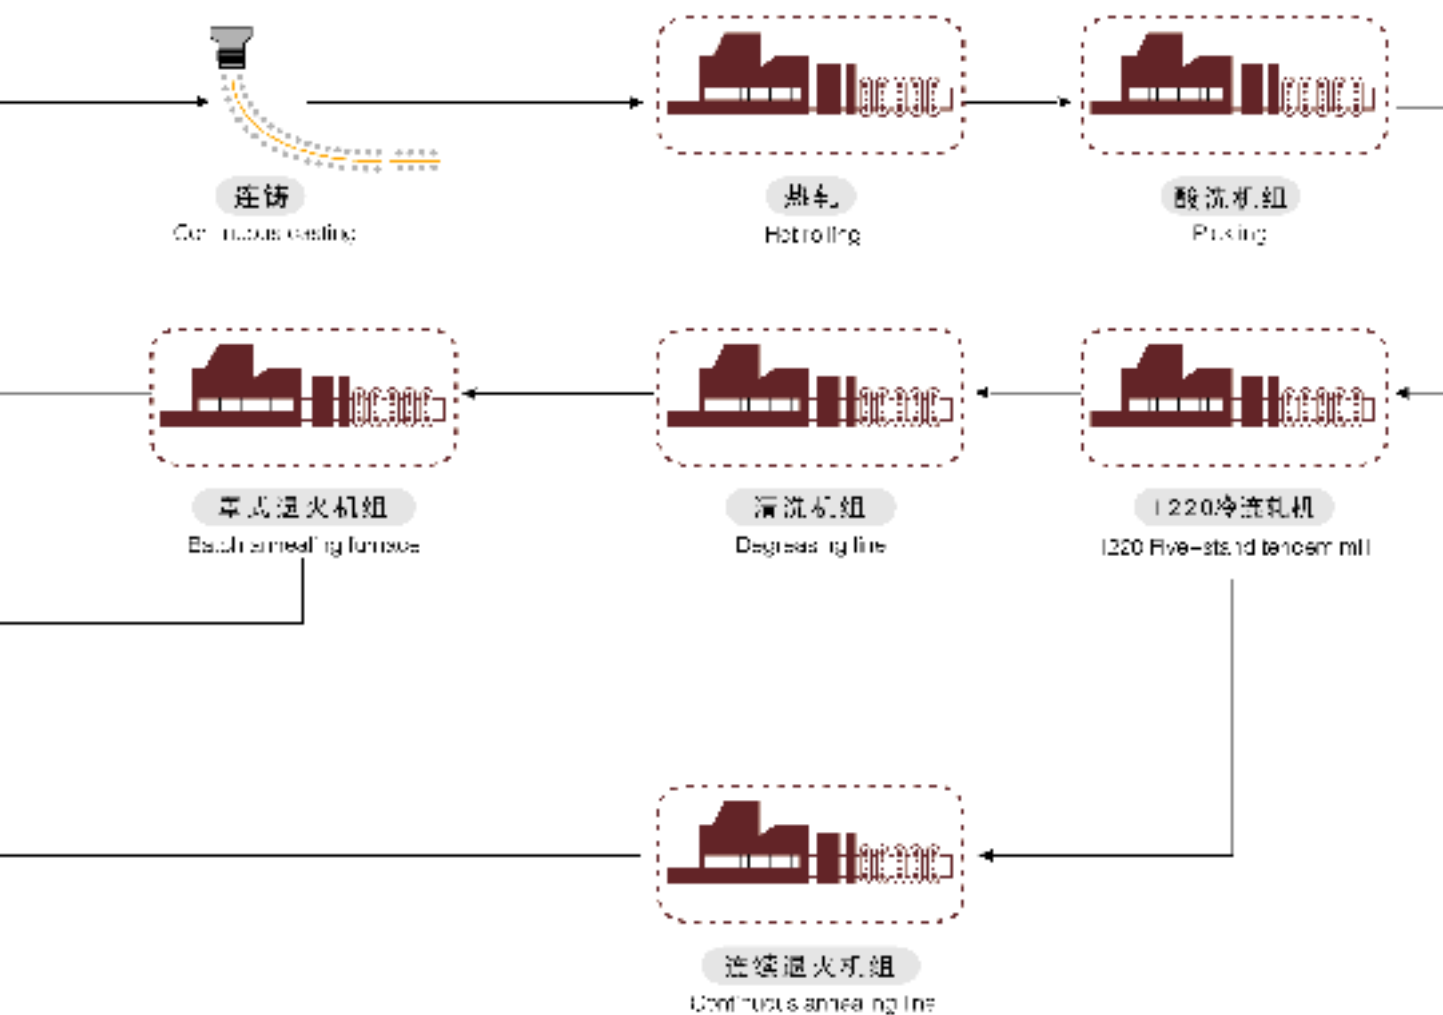 连铸
Continuous casting
热轧
Hot rolling
酸洗机组
Pickling
罩式退火机组
Batch annealing furnace
清洗机组
Degreasing line
1220冷连轧机
1220 Five-stand tandem mill
连续退火机组
Continuous annealing line